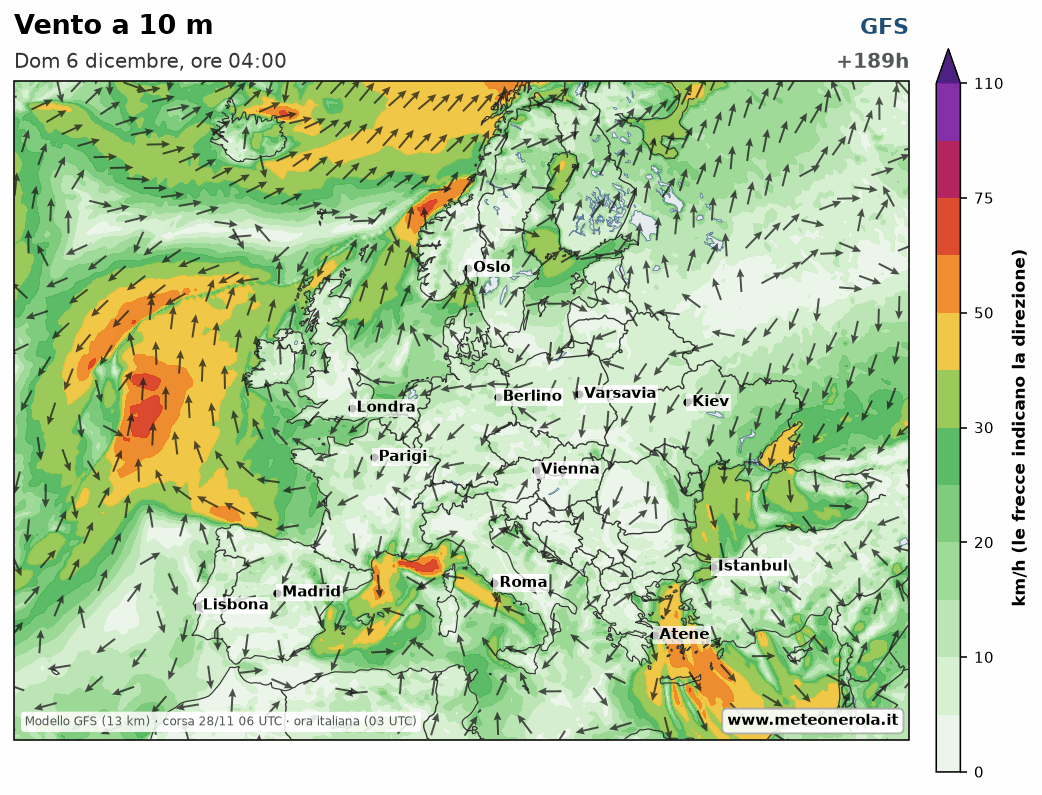 Vento a 10 m
GFS
Dom 6 dicembre, ore 04:00
+189h
110
75
50
30
20
10
0
km/h (le frecce indicano la direzione)
Oslo
Londra
Berlino
Varsavia
Kiev
Parigi
Vienna
Istanbul
Madrid
Roma
Lisbona
Atene
Modello GFS (13 km) · corsa 28/11 06 UTC · ora italiana (03 UTC)
www.meteonerola.it